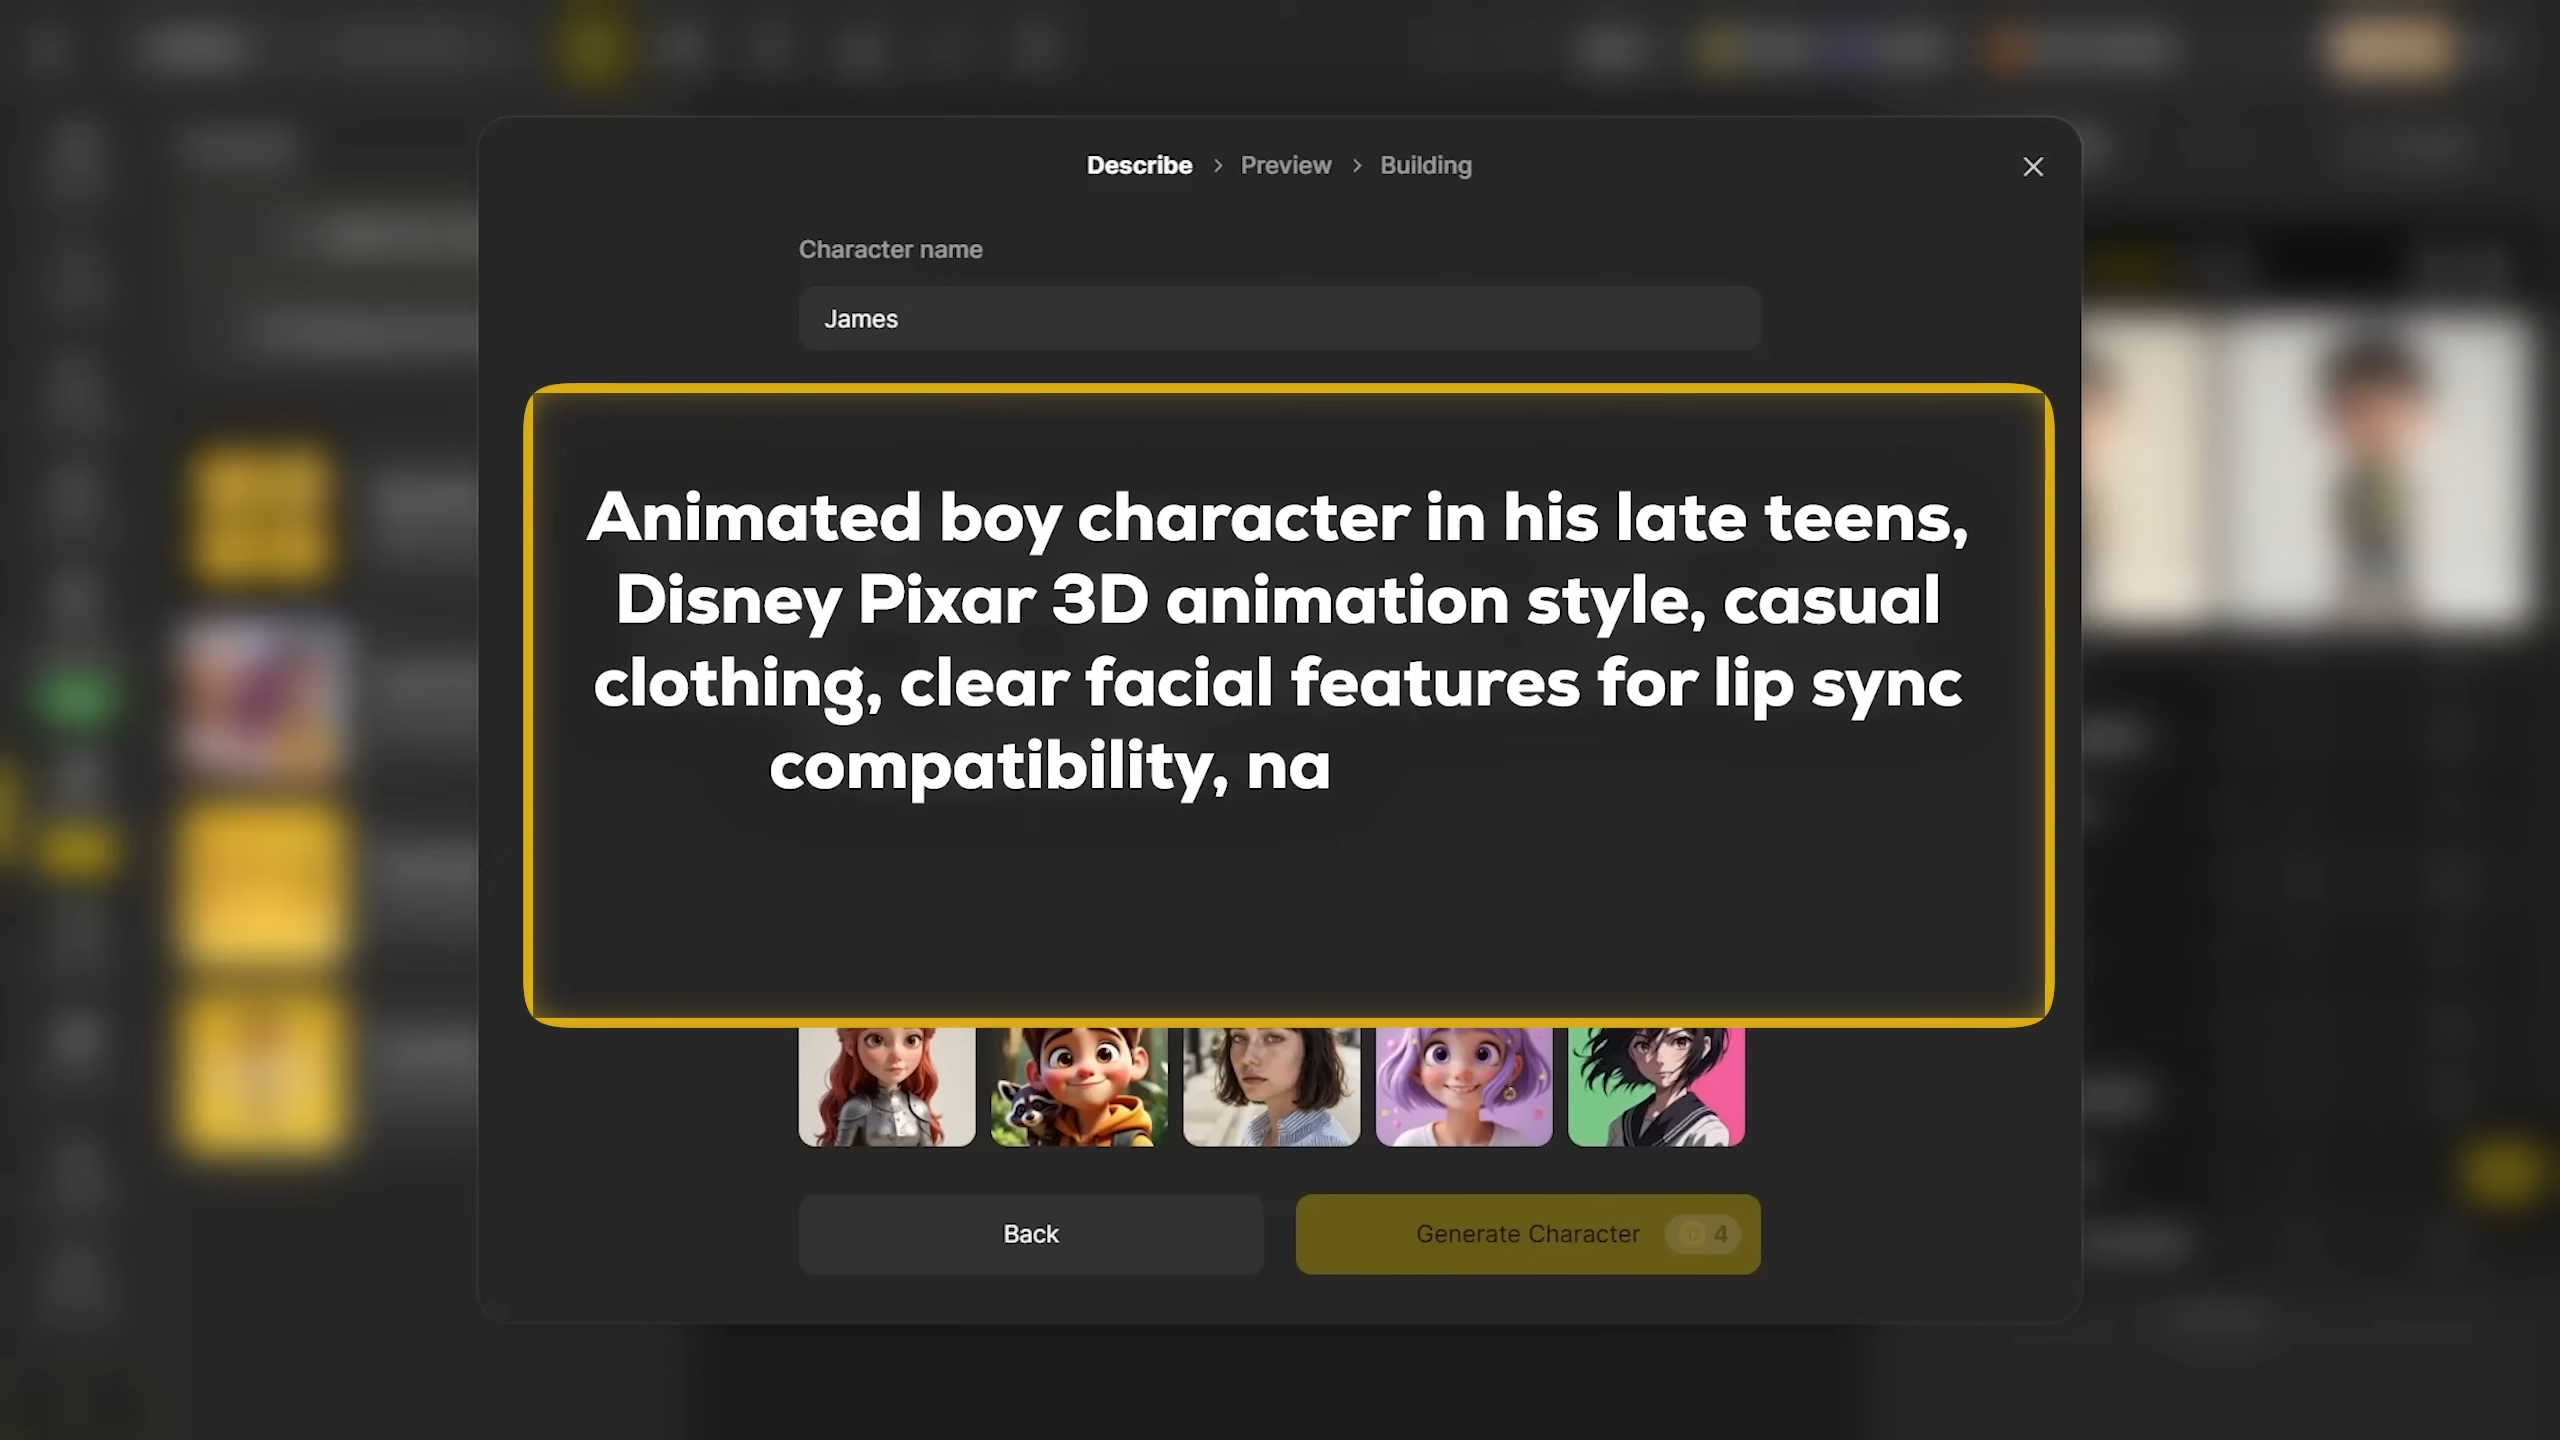 Describe > Preview > Building
Character name
James
Animated boy character in his late teens,
Disney Pixar 3D animation style, casual
clothing, clear facial features for lip sync
compatibility, na
Back
Generate Character 4